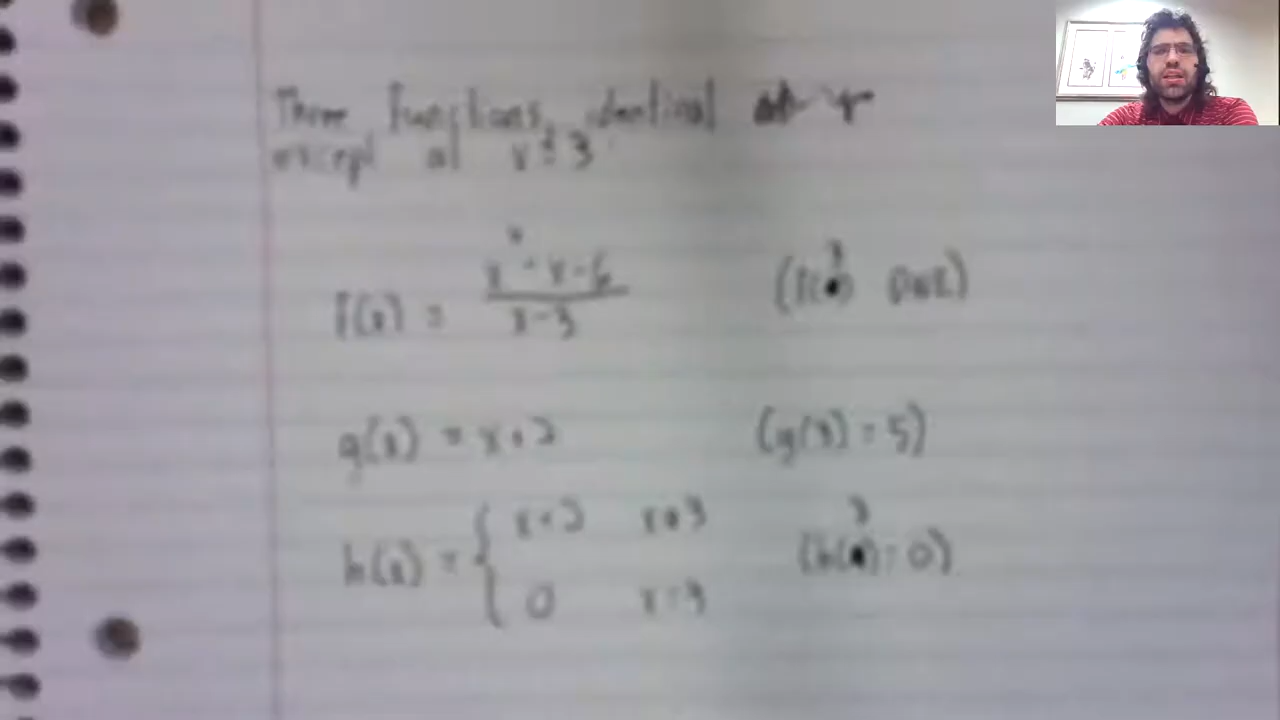 Three functions, identical
except at x = 3
f(x) = x² - x - 6 / x - 3 (f(3) DNE)
g(x) = x + 2 (g(3) = 5)
h(x) = { x + 2 x ≠ 3 (h(3) = 0)
0 x = 3